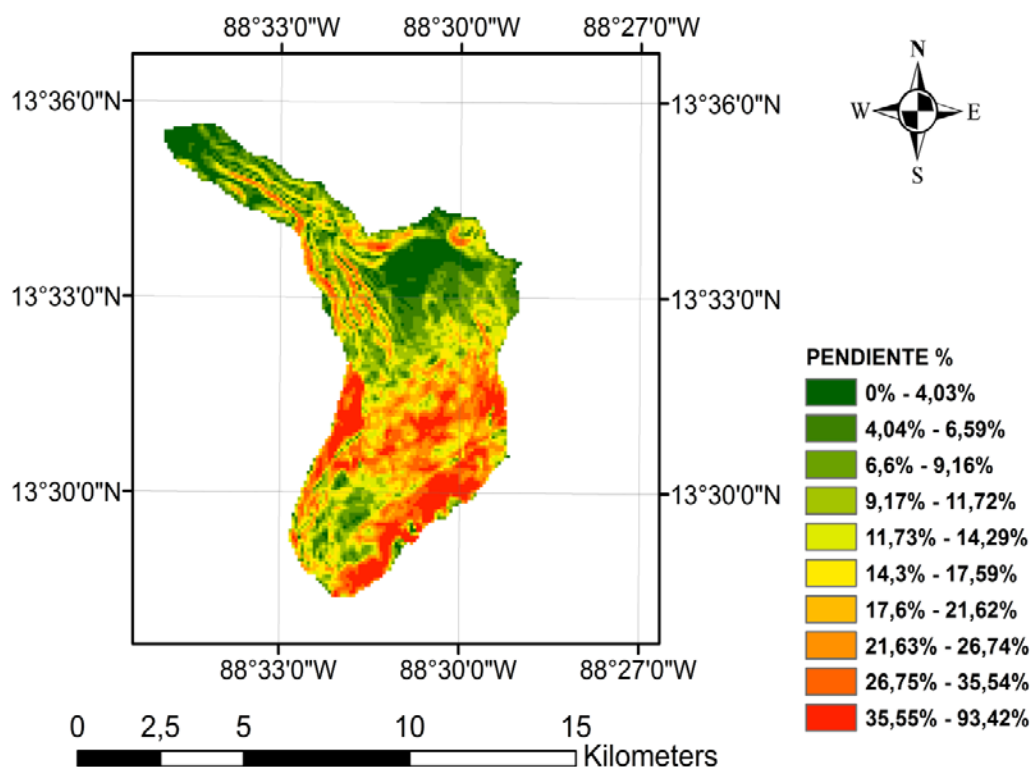 88°33'0"W 88°30'0"W 88°27'0"W
N
13°36'0"N 13°36'0"N
W E
S
13°33'0"N 13°33'0"N
PENDIENTE %
0% - 4,03%
4,04% - 6,59%
6,6% - 9,16%
9,17% - 11,72%
11,73% - 14,29%
14,3% - 17,59%
17,6% - 21,62%
21,63% - 26,74%
26,75% - 35,54%
35,55% - 93,42%
13°30'0"N 13°30'0"N
88°33'0"W 88°30'0"W 88°27'0"W
0 2,5 5 10 15
Kilometers